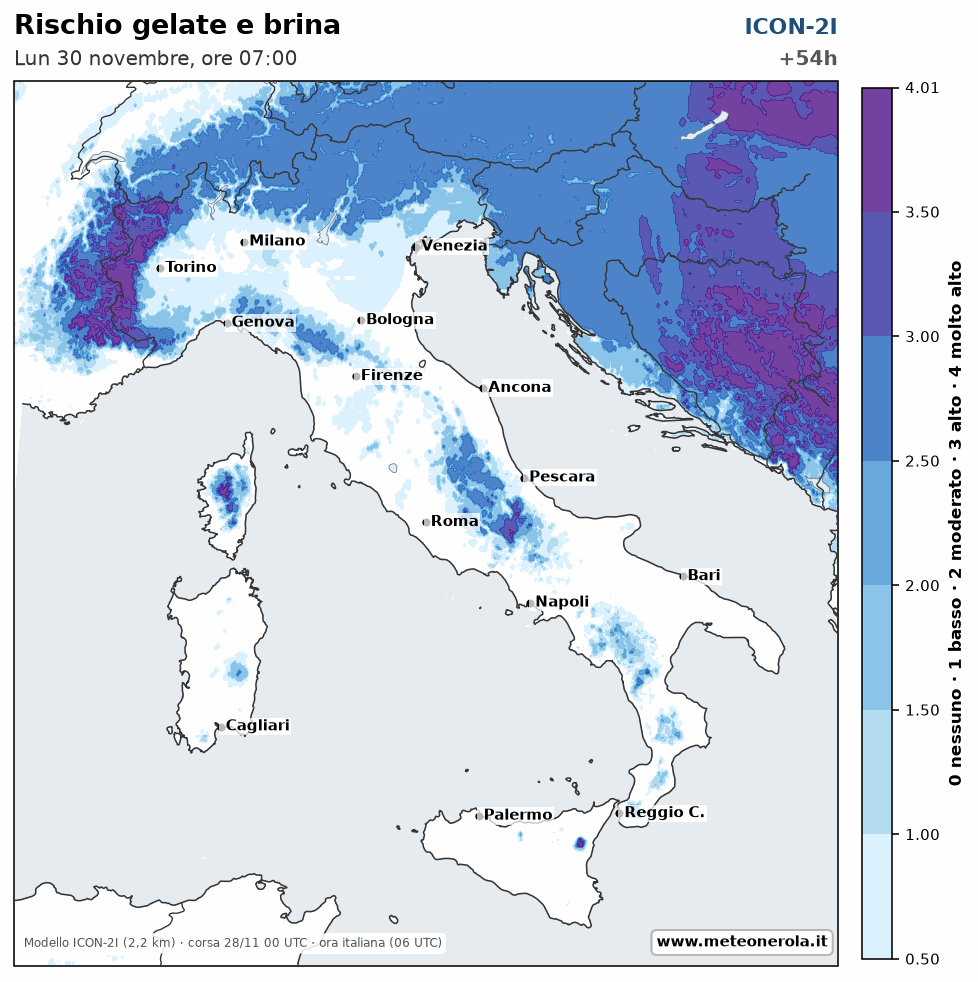 Rischio gelate e brina
ICON-2I
Lun 30 novembre, ore 07:00
+54h
4.01
3.50
3.00
2.50
2.00
1.50
1.00
0.50
0 nessuno · 1 basso · 2 moderato · 3 alto · 4 molto alto
Milano
Venezia
Torino
Genova
Bologna
Firenze
Ancona
Pescara
Roma
Bari
Napoli
Cagliari
Palermo
Reggio C.
Modello ICON-2I (2,2 km) · corsa 28/11 00 UTC · ora italiana (06 UTC)
www.meteonerola.it